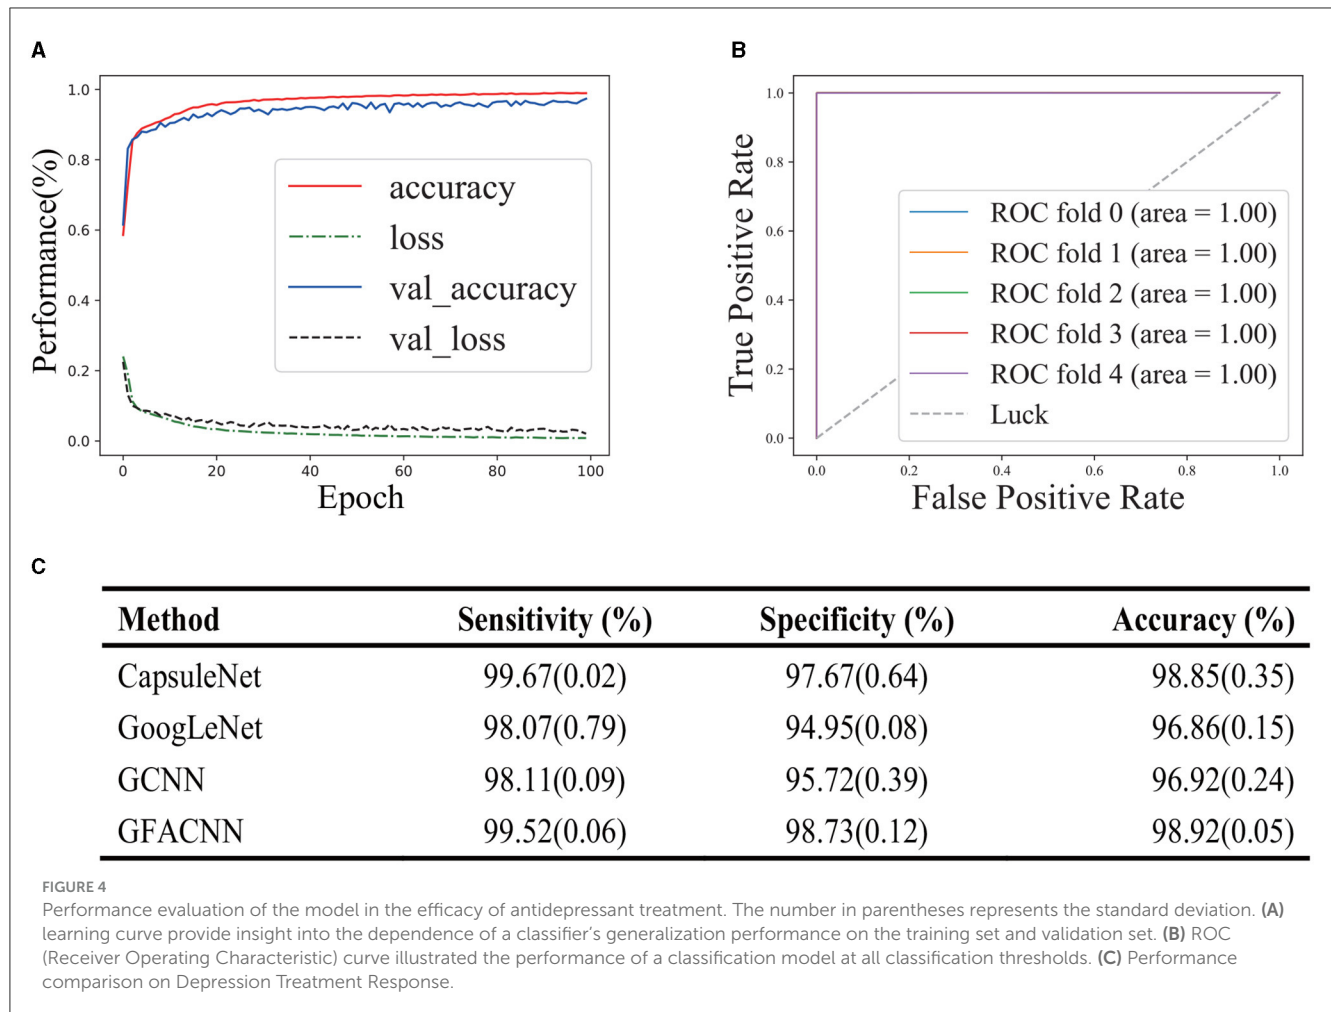 A
Performance(%)
1.0
0.8
0.6
0.4
0.2
0.0
accuracy
loss
val_accuracy
val_loss
0 20 40 60 80 100
Epoch
B
True Positive Rate
1.0
0.8
0.6
0.4
0.2
0.0
ROC fold 0 (area = 1.00)
ROC fold 1 (area = 1.00)
ROC fold 2 (area = 1.00)
ROC fold 3 (area = 1.00)
ROC fold 4 (area = 1.00)
Luck
0.0 0.2 0.4 0.6 0.8 1.0
False Positive Rate
C
Method Sensitivity (%) Specificity (%) Accuracy (%)
CapsuleNet 99.67(0.02) 97.67(0.64) 98.85(0.35)
GoogLeNet 98.07(0.79) 94.95(0.08) 96.86(0.15)
GCNN 98.11(0.09) 95.72(0.39) 96.92(0.24)
GFACNN 99.52(0.06) 98.73(0.12) 98.92(0.05)
FIGURE 4
Performance evaluation of the model in the efficacy of antidepressant treatment. The number in parentheses represents the standard deviation. (A)
learning curve provide insight into the dependence of a classifier's generalization performance on the training set and validation set. (B) ROC
(Receiver Operating Characteristic) curve illustrated the performance of a classification model at all classification thresholds. (C) Performance
comparison on Depression Treatment Response.